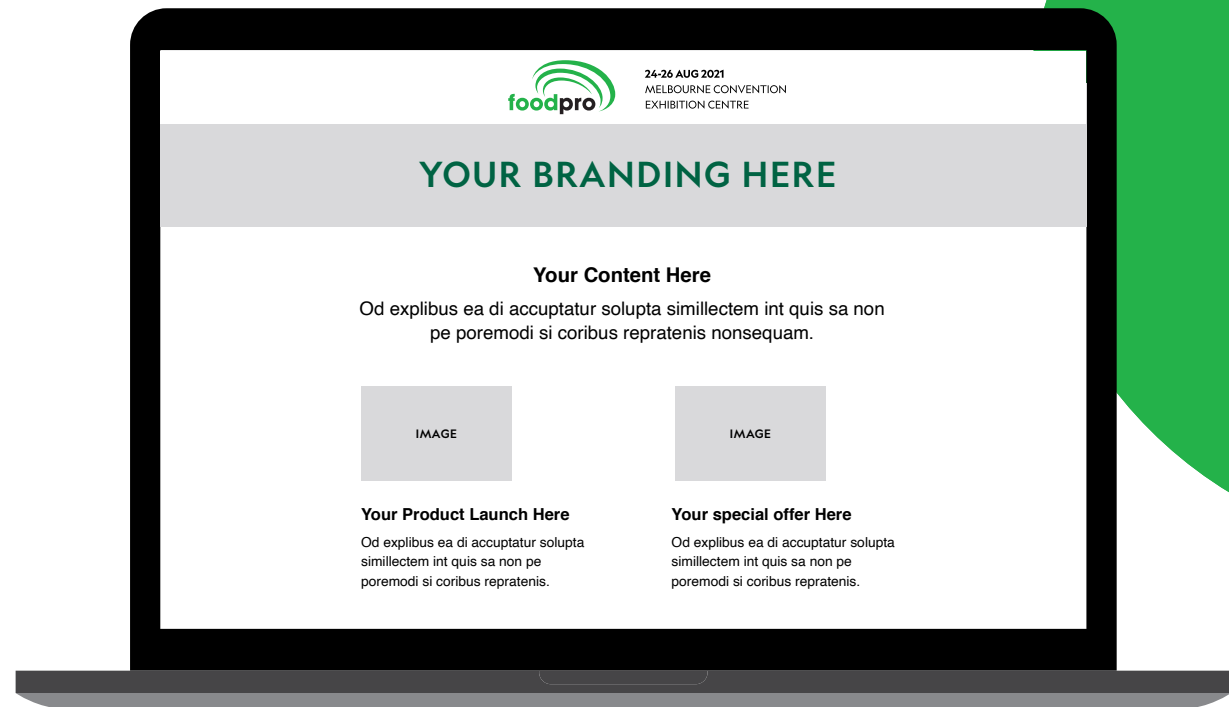 foodpro
24-26 AUG 2021
MELBOURNE CONVENTION
EXHIBITION CENTRE
YOUR BRANDING HERE
Your Content Here
Od explibus ea di accuptatur solupta simillectem int quis sa non
pe poremodi si coribus repratenis nonsequam.
IMAGE
Your Product Launch Here
Od explibus ea di accuptatur solupta
simillectem int quis sa non pe
poremodi si coribus repratenis.
IMAGE
Your special offer Here
Od explibus ea di accuptatur solupta
simillectem int quis sa non pe
poremodi si coribus repratenis.